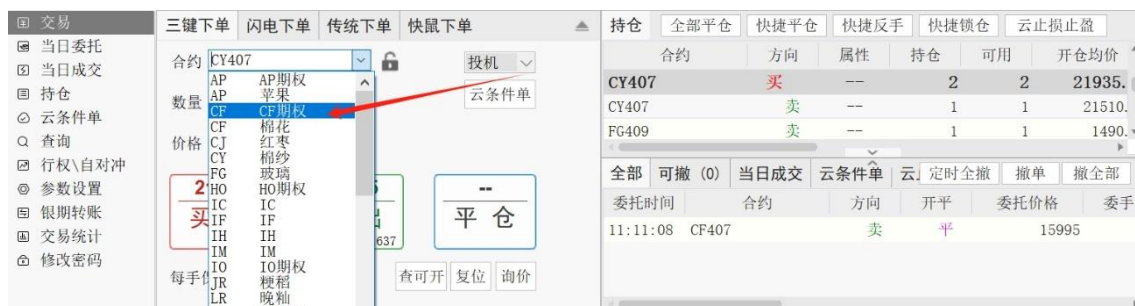 交易
当日委托
当日成交
持仓
云条件单
查询
行权\自对冲
参数设置
银期转账
交易统计
修改密码
三键下单 闪电下单 传统下单 快鼠下单
合约 CY407 投机
数量 云条件单
价格
AP AP期权
AP 苹果
CF CF期权
CF 棉花
CJ 红枣
CY 棉纱
FG 玻璃
HO HO期权
IC IC
IF IF
IH IH
IM IM
IO IO期权
JR 粳稻
LR 晚籼
买
637
--
平 仓
每手
查可开 复位 询价
持仓 全部平仓 快捷平仓 快捷反手 快捷锁仓 云止损止盈
合约 方向 属性 持仓 可用 开仓均价
CY407 买 -- 2 2 21935.
CY407 卖 -- 1 1 21510.
FG409 卖 -- 1 1 1490.
全部 可撤 (0) 当日成交 云条件单 云 定时全撤 撤单 撤全部
委托时间 合约 方向 开平 委托价格 委手
11:11:08 CF407 卖 平 15995